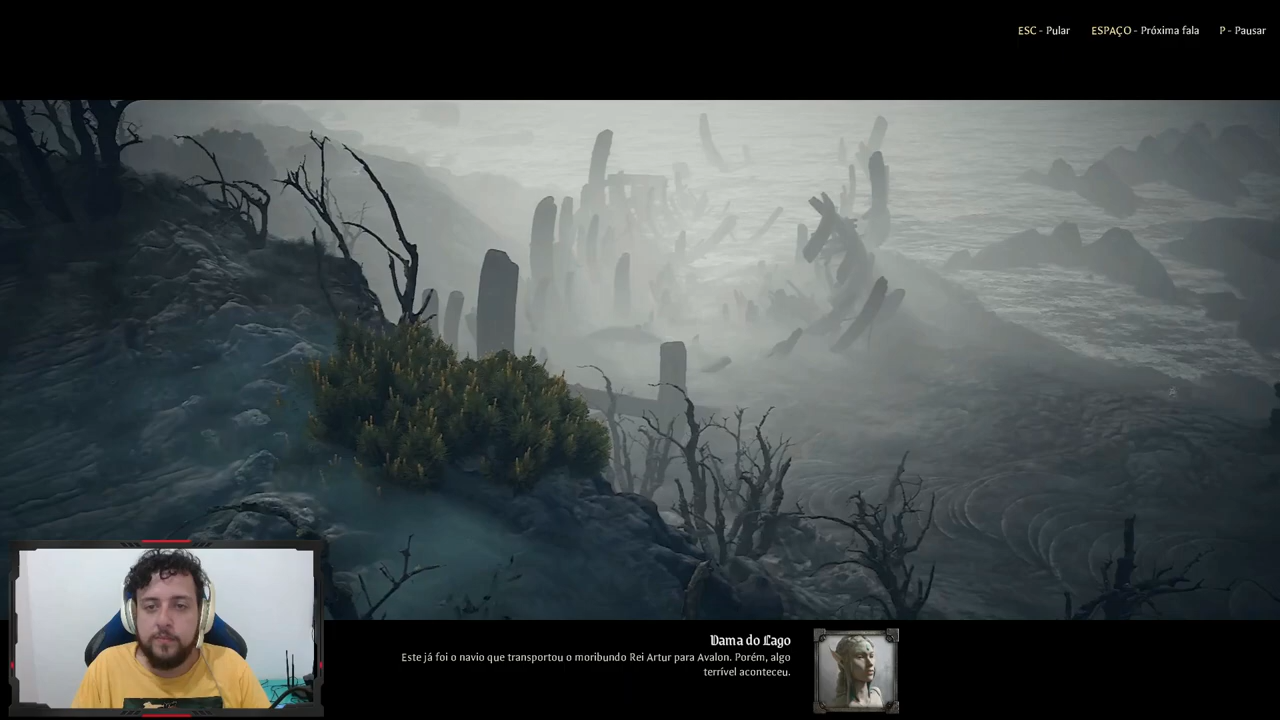 ESC - Pular ESPAÇO - Próxima fala P - Pausar
Dama do Lago
Este já foi o navio que transportou o moribundo Rei Artur para Avalon. Porém, algo
terrível aconteceu.